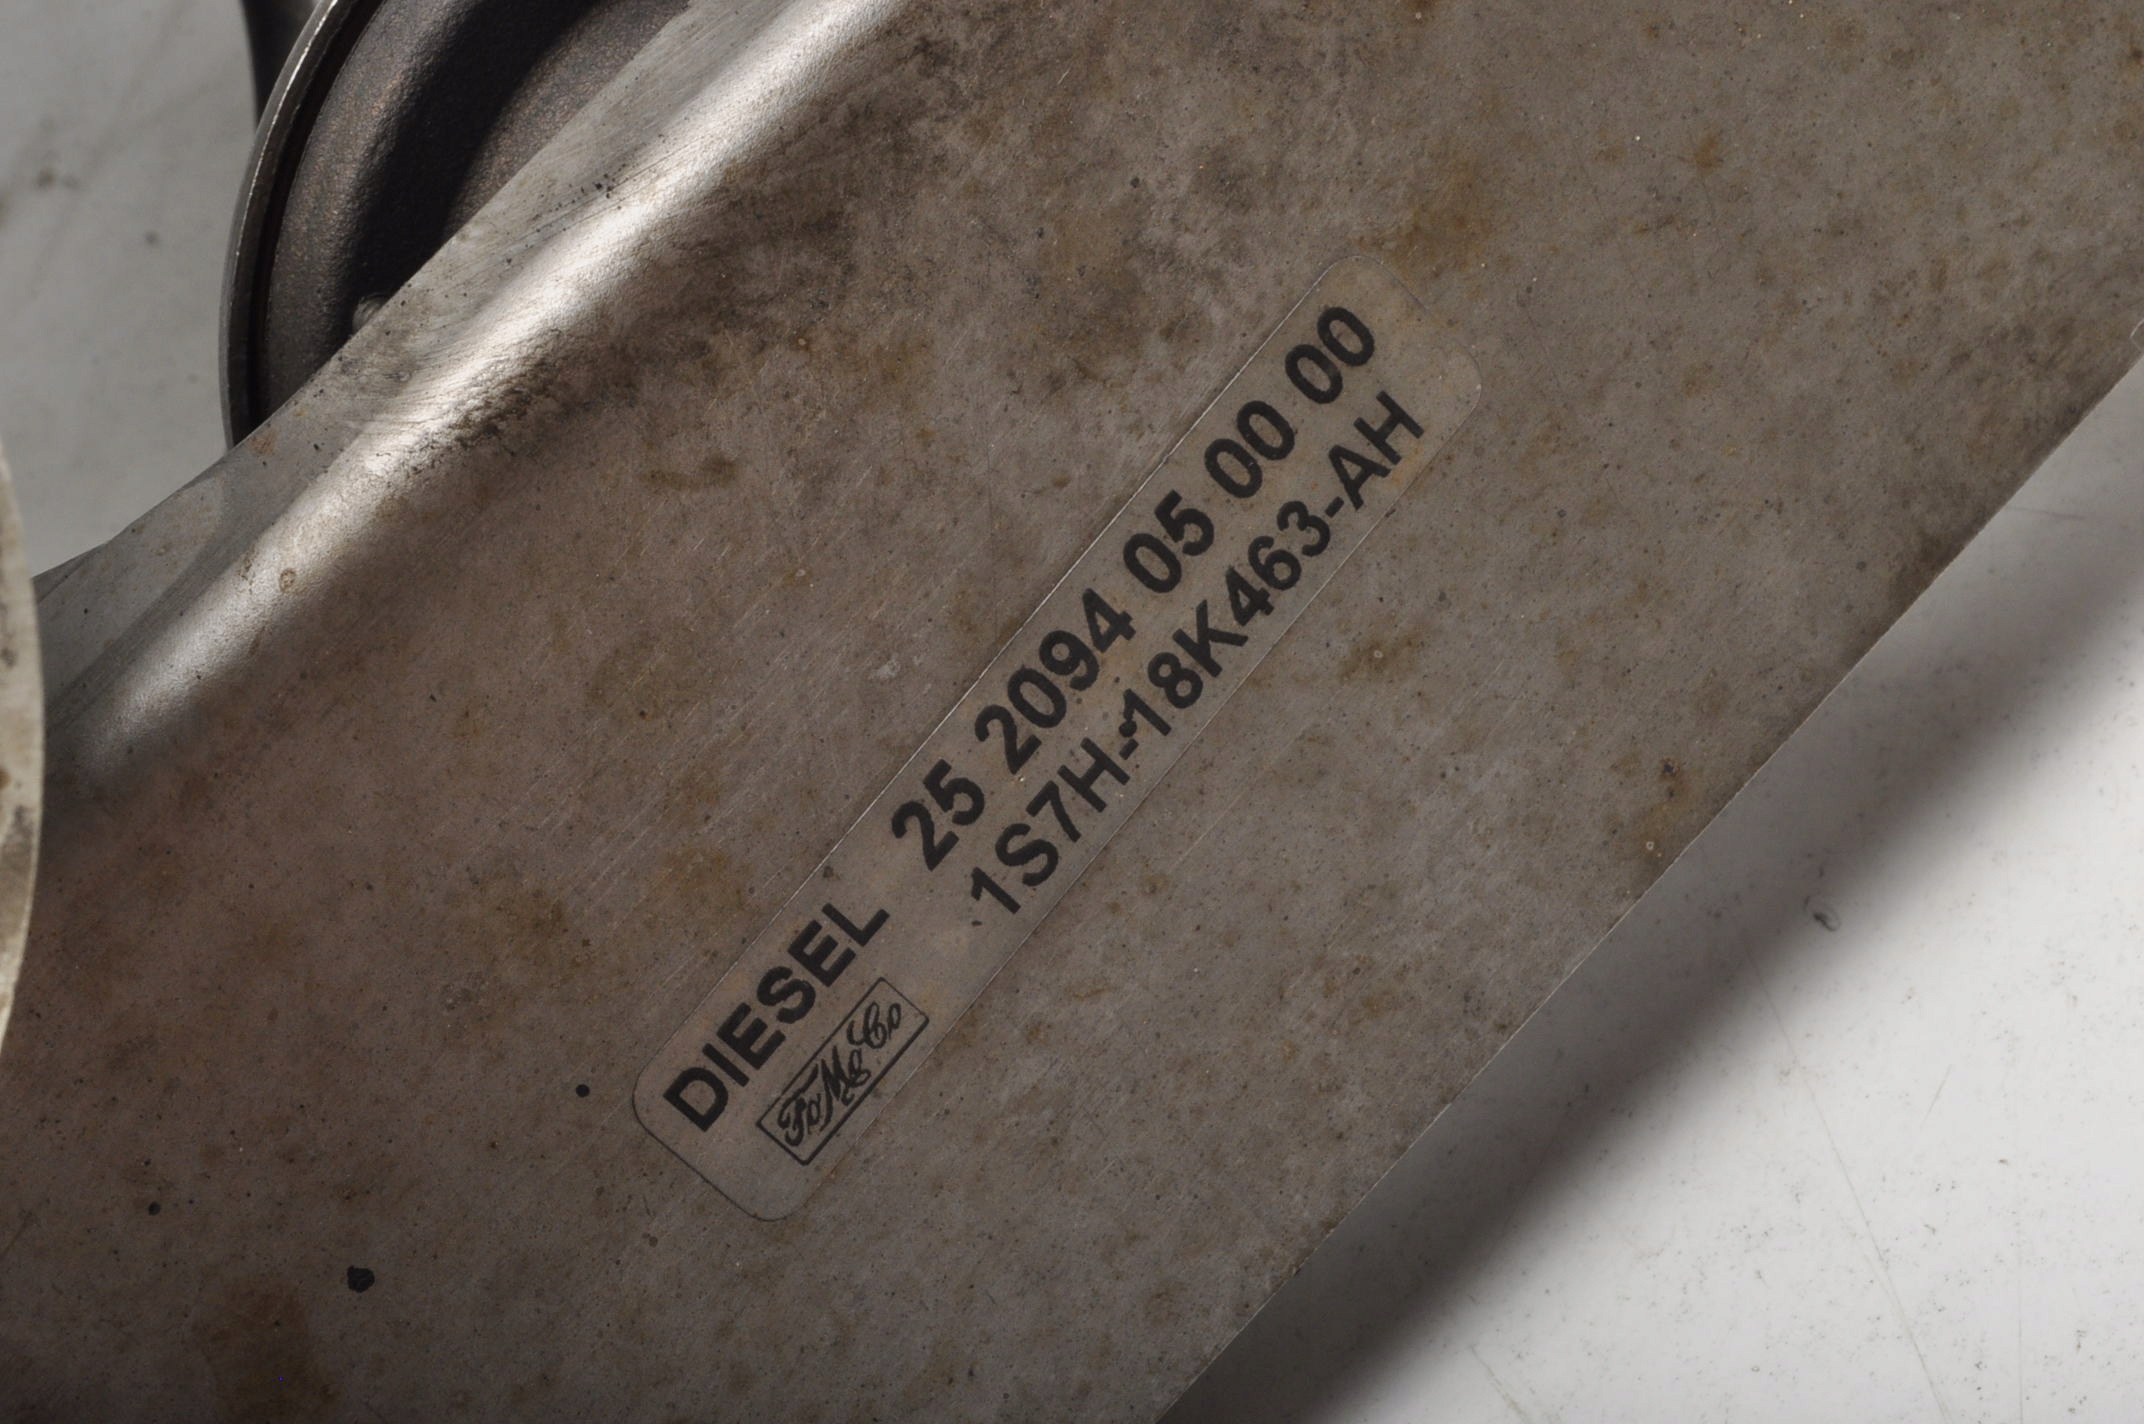 DIESEL 25 2094 05 00 00
FoMoCo 1S7H-18K463-AH